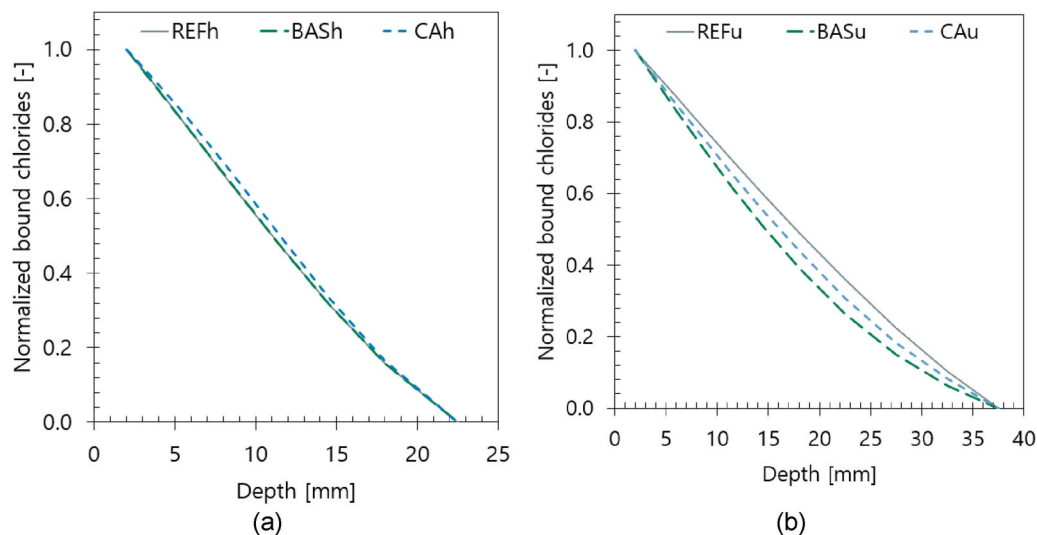 REFh BASh CAh
Normalized bound chlorides [-]
1.0
0.8
0.6
0.4
0.2
0.0
0 5 10 15 20 25
Depth [mm]
(a)
REFu BASu CAu
Normalized bound chlorides [-]
1.0
0.8
0.6
0.4
0.2
0.0
0 5 10 15 20 25 30 35 40
Depth [mm]
(b)